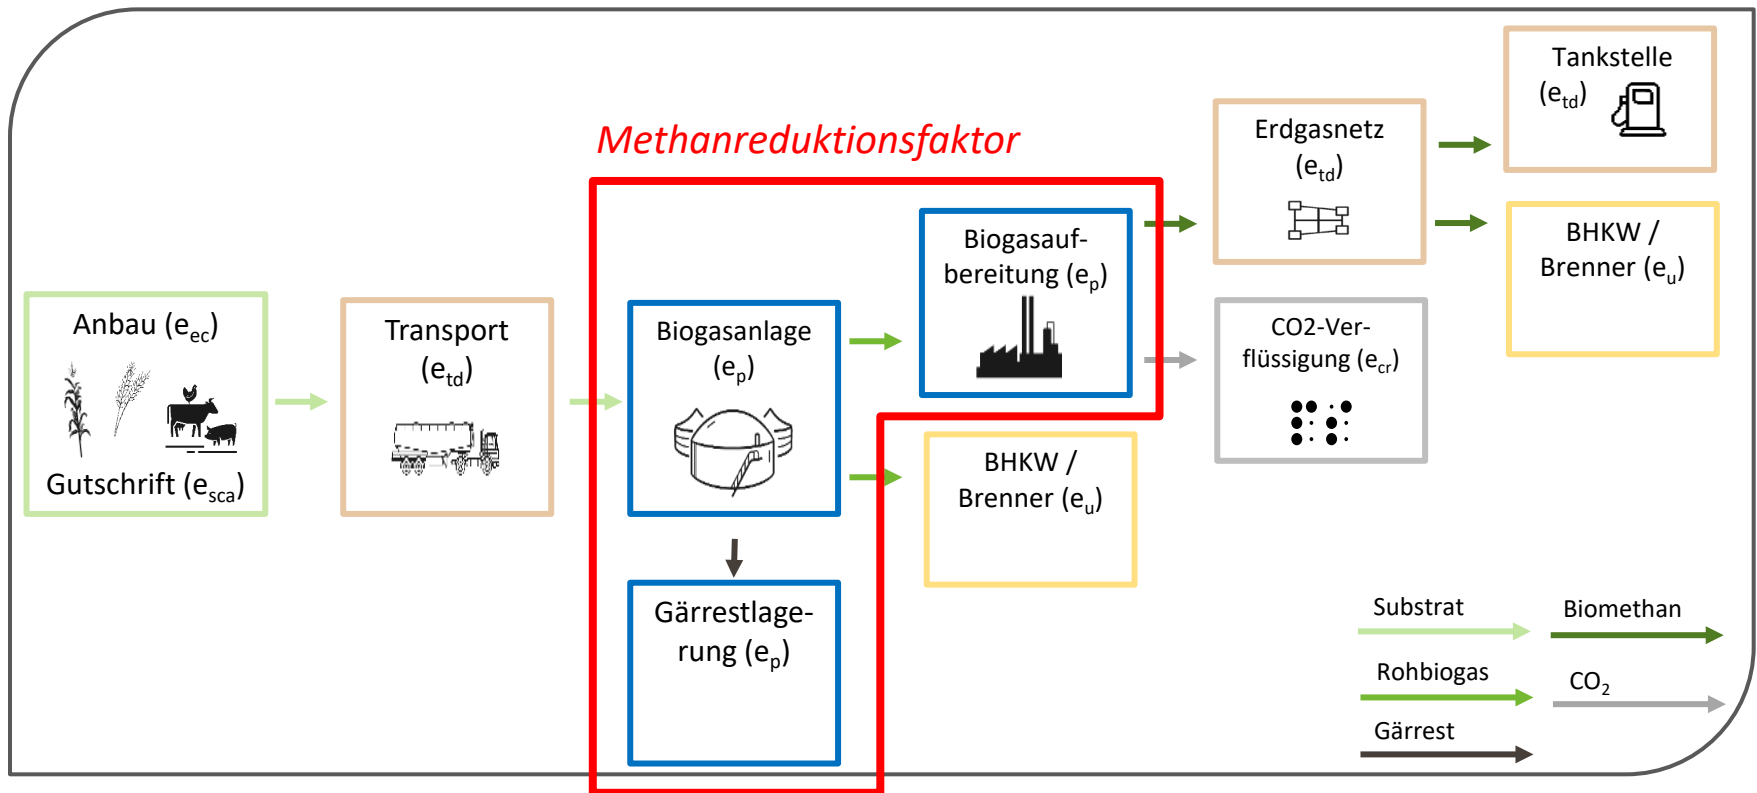 Methanreduktionsfaktor
Anbau (eec)
Gutschrift (esca)
Transport
(etd)
Biogasanlage
(ep)
Gärrestlage-
rung (ep)
Biogasauf-
bereitung (ep)
BHKW /
Brenner (eu)
Erdgasnetz
(etd)
CO2-Ver-
flüssigung (ecr)
Tankstelle
(etd)
BHKW /
Brenner (eu)
Substrat
Biomethan
Rohbiogas
CO2
Gärrest